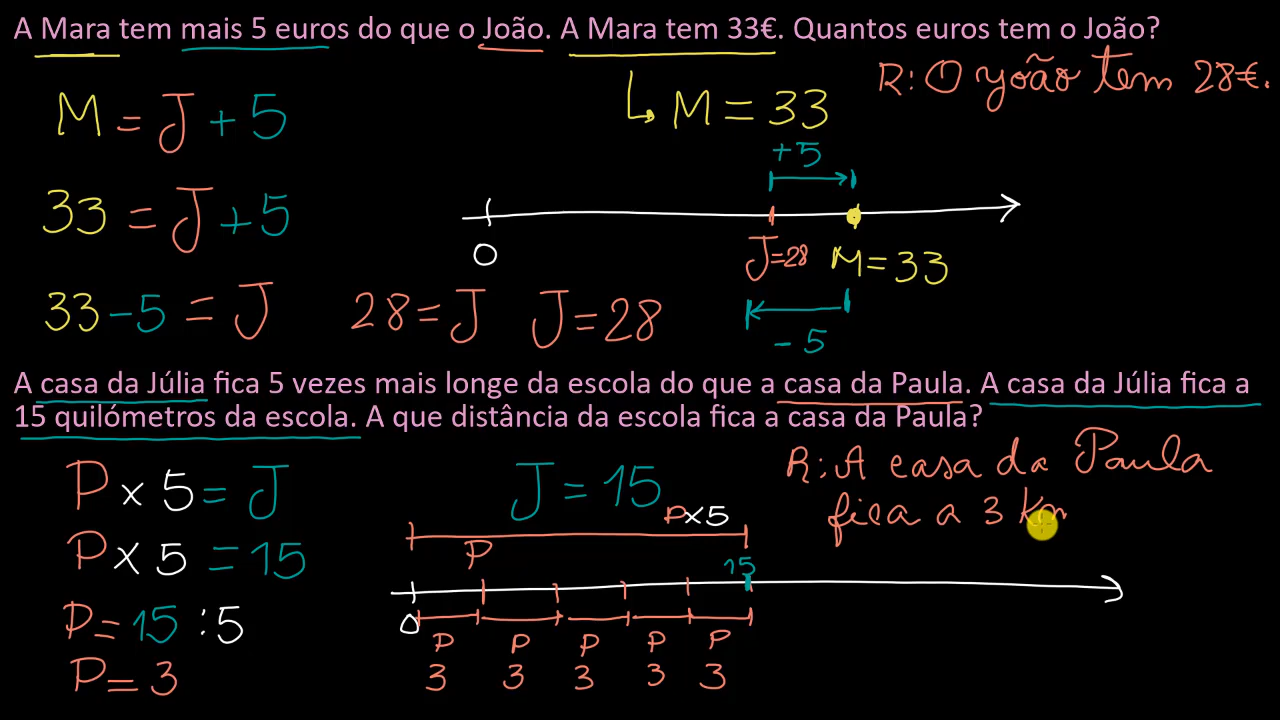 A Mara tem mais 5 euros do que o João. A Mara tem 33€. Quantos euros tem o João?
R: O João tem 28€.
M = J + 5
M = 33
+5
33 = J + 5
0
J=28
M = 33
33 - 5 = J
28 = J
J = 28
- 5
A casa da Júlia fica 5 vezes mais longe da escola do que a casa da Paula. A casa da Júlia fica a
15 quilómetros da escola. A que distância da escola fica a casa da Paula?
R: A casa da Paula
fica a 3 Km
P x 5 = J
J = 15
Px5
P
P x 5 = 15
15
0
P = 15 : 5
P P P P P
3 3 3 3 3
P = 3